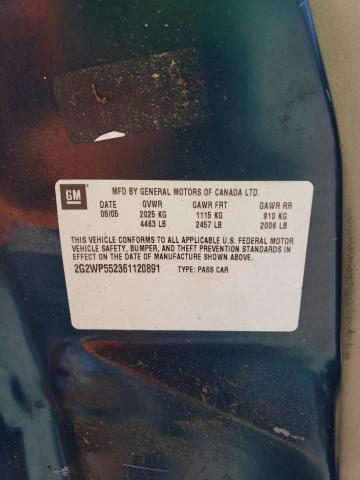 GM
MFD BY GENERAL MOTORS OF CANADA LTD.
DATE GVWR GAWR FRT GAWR RR
08/05 2025 KG 1115 KG 910 KG
4463 LB 2457 LB 2006 LB
THIS VEHICLE CONFORMS TO ALL APPLICABLE U.S. FEDERAL MOTOR
VEHICLE SAFETY, BUMPER, AND THEFT PREVENTION STANDARDS IN
EFFECT ON THE DATE OF MANUFACTURE SHOWN ABOVE.
2G2WP552361120891 TYPE: PASS CAR